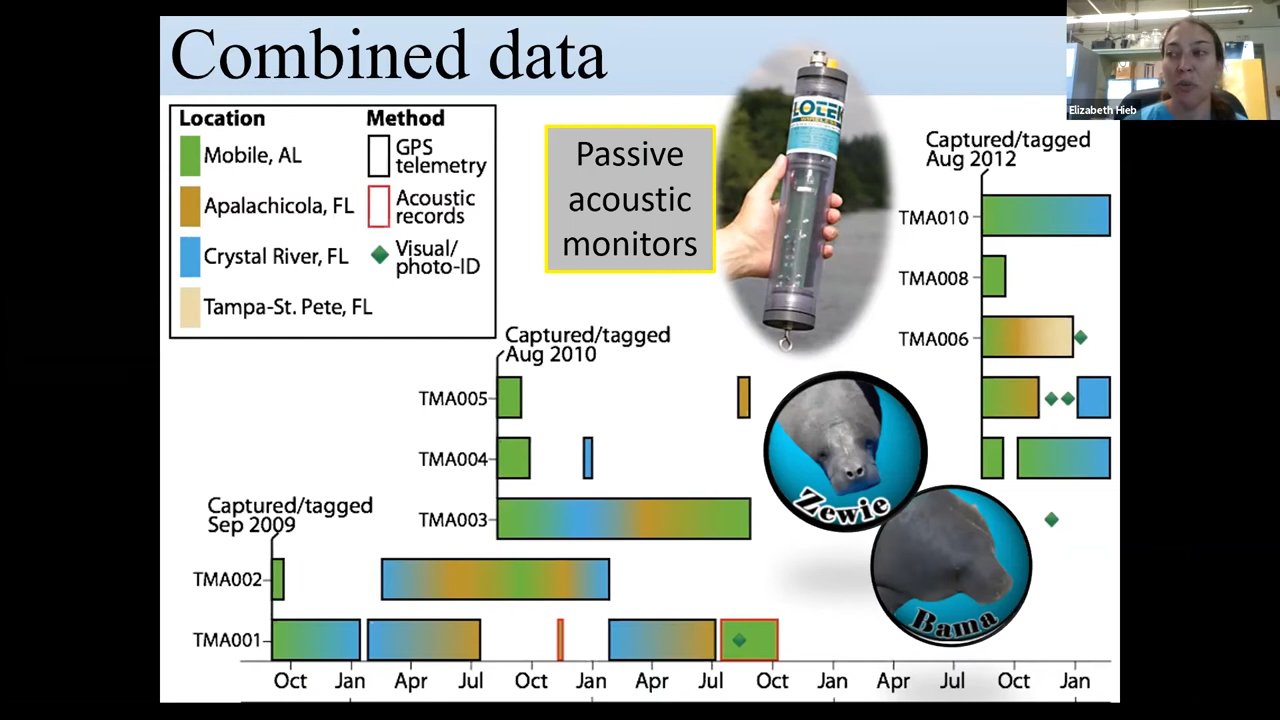 Combined data
Elizabeth Hieb
Location
Mobile, AL
Apalachicola, FL
Crystal River, FL
Tampa-St. Pete, FL
Method
GPS
telemetry
Acoustic
records
Visual/
photo-ID
Passive
acoustic
monitors
LOTEK
WIRELESS
Captured/tagged
Aug 2012
TMA010
TMA008
TMA006
Captured/tagged
Aug 2010
TMA005
TMA004
TMA003
Zewie
Bama
Captured/tagged
Sep 2009
TMA002
TMA001
Oct Jan Apr Jul Oct Jan Apr Jul Oct Jan Apr Jul Oct Jan